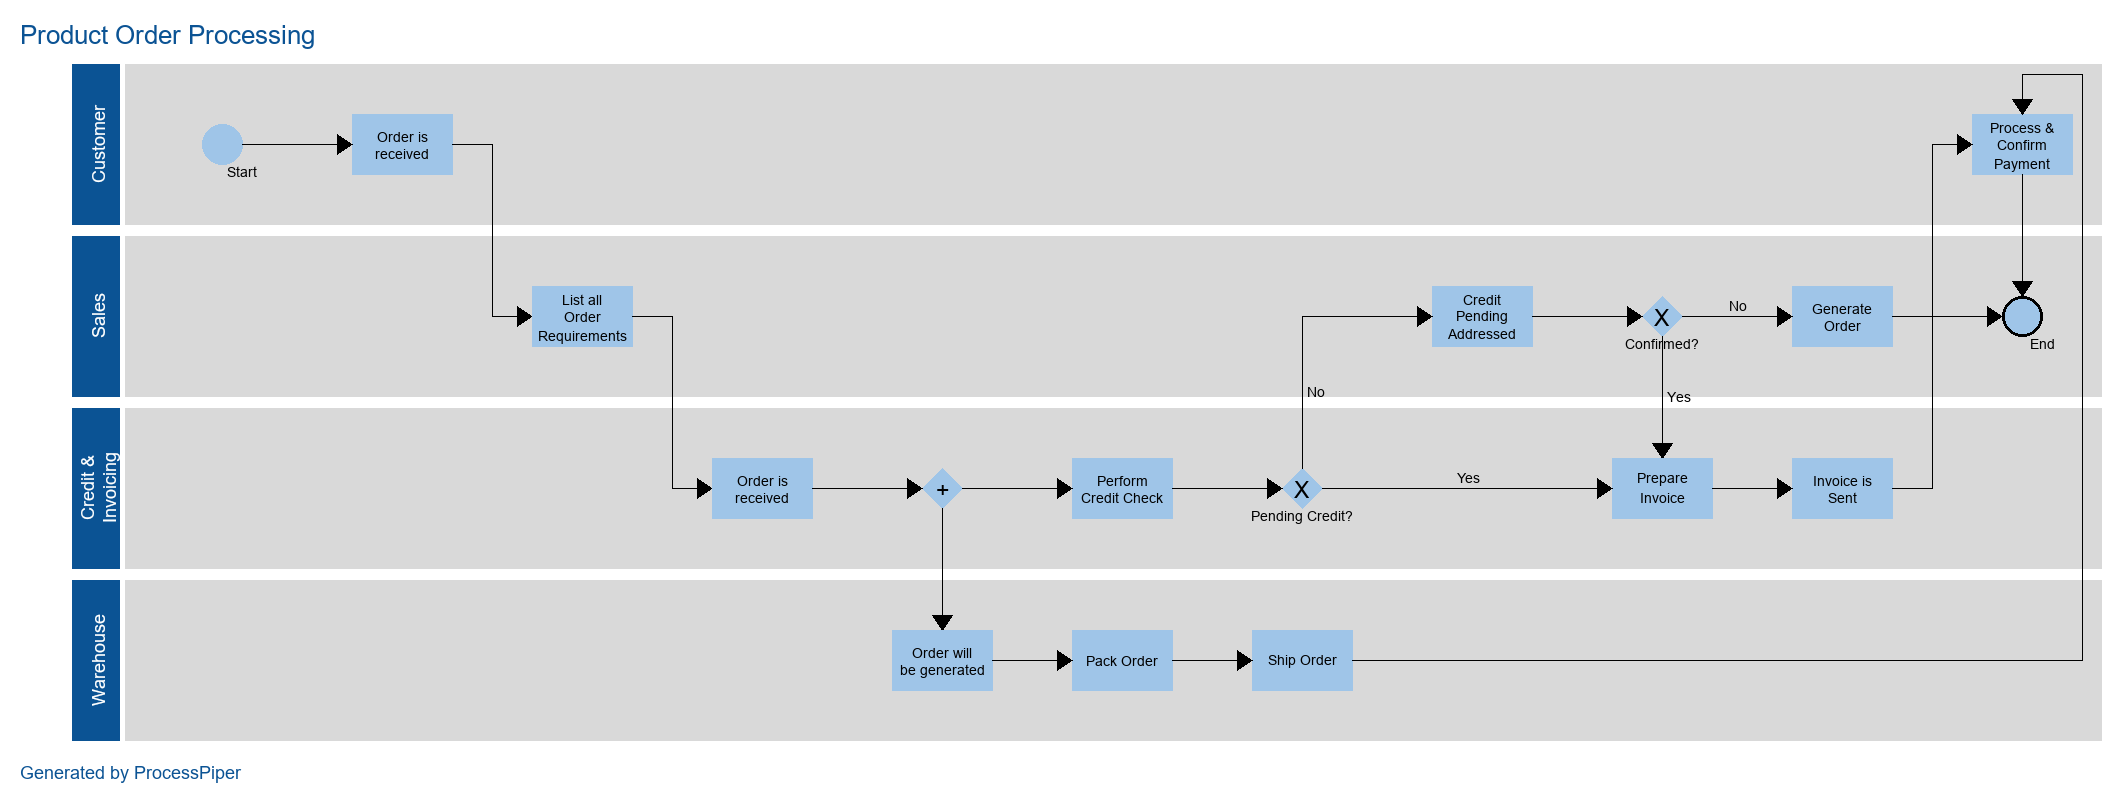 Product Order Processing
Customer
Start
Order is
received
Process &
Confirm
Payment
Sales
List all
Order
Requirements
Credit
Pending
Addressed
X
Confirmed?
No
Yes
Generate
Order
End
No
Credit &
Invoicing
Order is
received
+
Perform
Credit Check
X
Pending Credit?
Yes
Prepare
Invoice
Invoice is
Sent
Warehouse
Order will
be generated
Pack Order
Ship Order
Generated by ProcessPiper